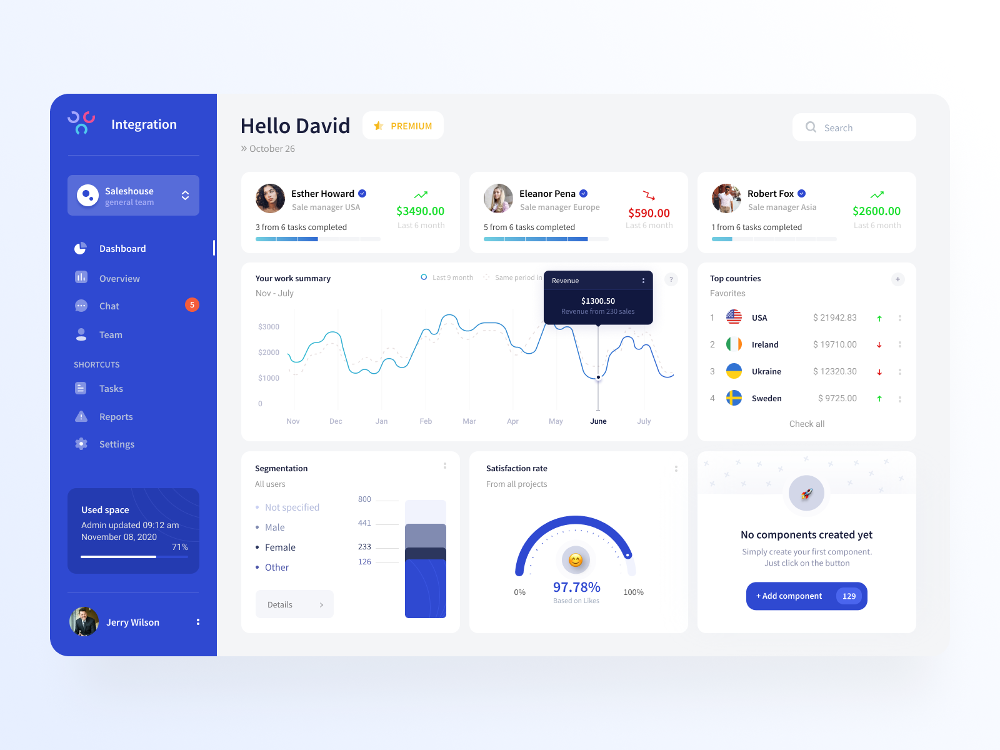 Integration
Saleshouse
general team
Dashboard
Overview
Chat
5
Team
SHORTCUTS
Tasks
Reports
Settings
Used space
Admin updated 09:12 am
November 08, 2020
71%
Jerry Wilson
Hello David
PREMIUM
» October 26
Search
Esther Howard
Sale manager USA
3 from 6 tasks completed
$3490.00
Last 6 month
Eleanor Pena
Sale manager Europe
5 from 6 tasks completed
$590.00
Last 6 month
Robert Fox
Sale manager Asia
1 from 6 tasks completed
$2600.00
Last 6 month
Your work summary
Nov - July
Last 9 month
Same period in
?
Revenue
$1300.50
Revenue from 230 sales
$3000
$2000
$1000
0
Nov Dec Jan Feb Mar Apr May June July
Top countries
+
Favorites
1 USA $ 21942.83
2 Ireland $ 19710.00
3 Ukraine $ 12320.30
4 Sweden $ 9725.00
Check all
Segmentation
All users
Not specified
Male
Female
Other
800
441
233
126
Details
Satisfaction rate
From all projects
0%
97.78%
100%
Based on Likes
No components created yet
Simply create your first component.
Just click on the button
+ Add component 129